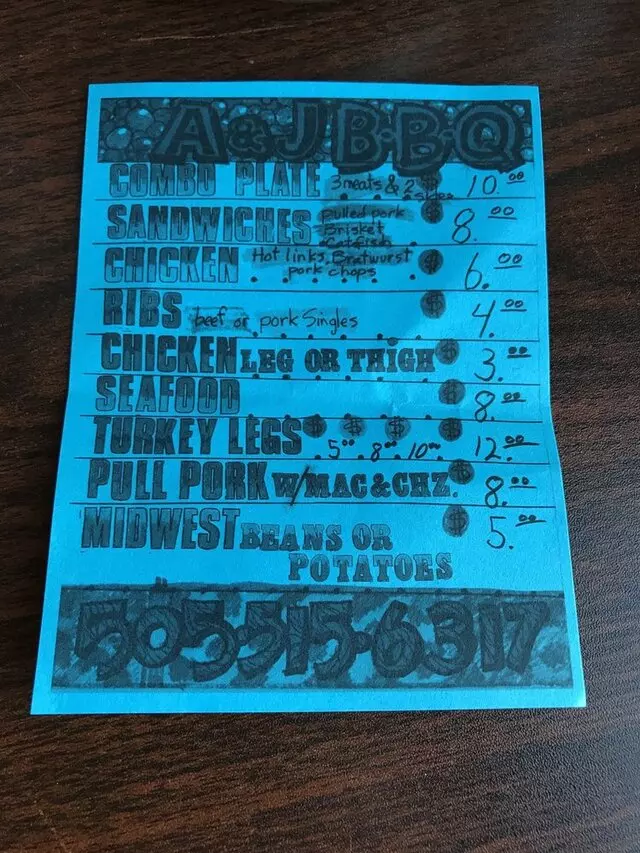 A & J B·B·Q
COMBO PLATE 3 meats & 2 sides $ 10.00
SANDWICHES pulled pork $ 8.00
Brisket
Catfish
CHICKEN Hot links, Bratwurst $ 6.00
pork chops
RIBS beef or pork Singles $ 4.00
CHICKEN LEG OR THIGH $ 3.00
SEAFOOD $ 8.00
TURKEY LEGS $ 5.00 $ 8.00 $ 10.00 $ 12.00
PULL PORK W/MAC & CHZ. $ 8.00
MIDWEST BEANS OR $ 5.00
POTATOES
505·515·6317